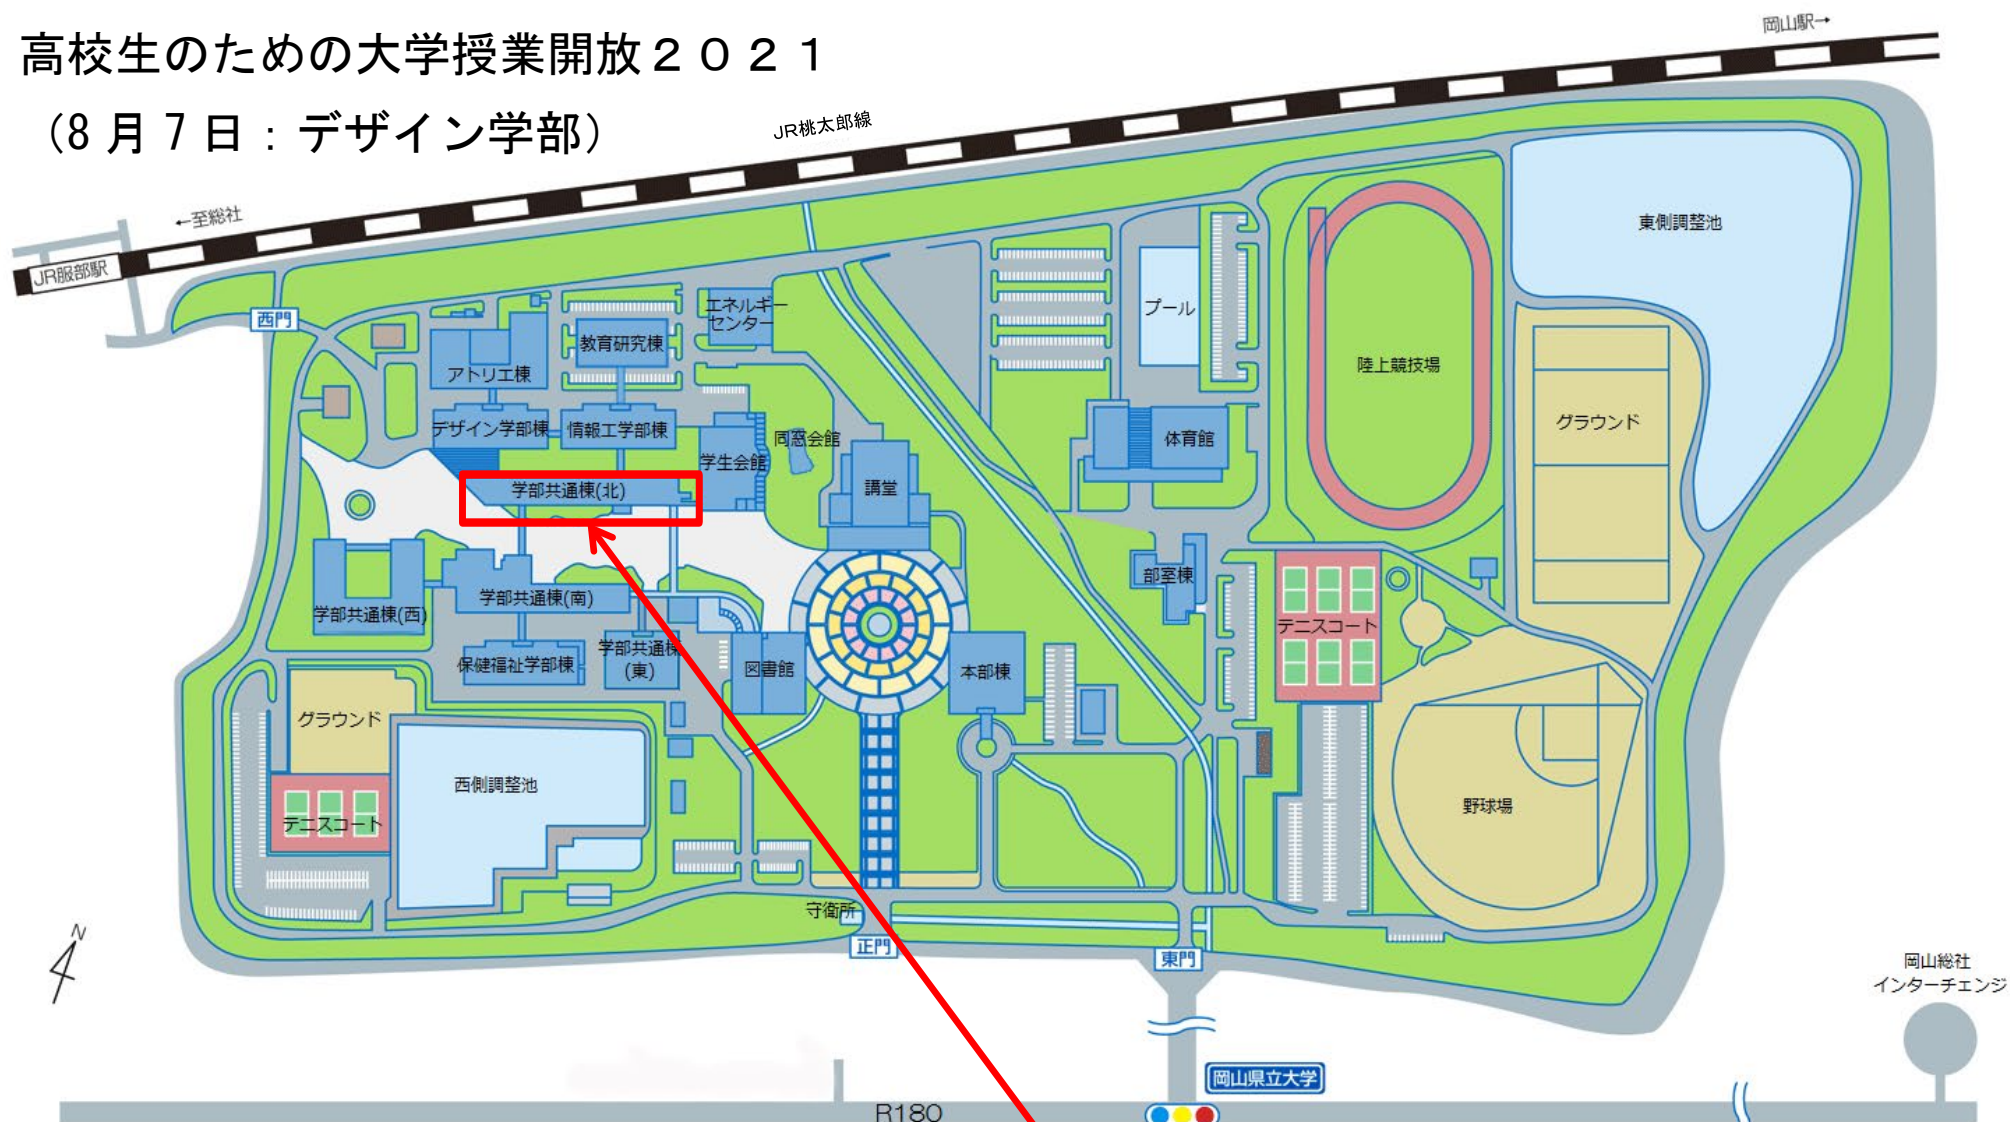 高校生のための大学授業開放２０２１
（8月7日：デザイン学部）
岡山駅→
JR桃太郎線
←至総社
JR服部駅
西門
エネルギー
センター
教育研究棟
アトリエ棟
プール
東側調整池
陸上競技場
グラウンド
デザイン学部棟
情報工学部棟
同窓会館
体育館
学生会館
学部共通棟(北)
講堂
部室棟
学部共通棟(南)
学部共通棟(西)
テニスコート
学部共通棟
(東)
保健福祉学部棟
図書館
本部棟
グラウンド
西側調整池
野球場
テニスコート
守衛所
正門
東門
N
岡山総社
インターチェンジ
岡山県立大学
R180